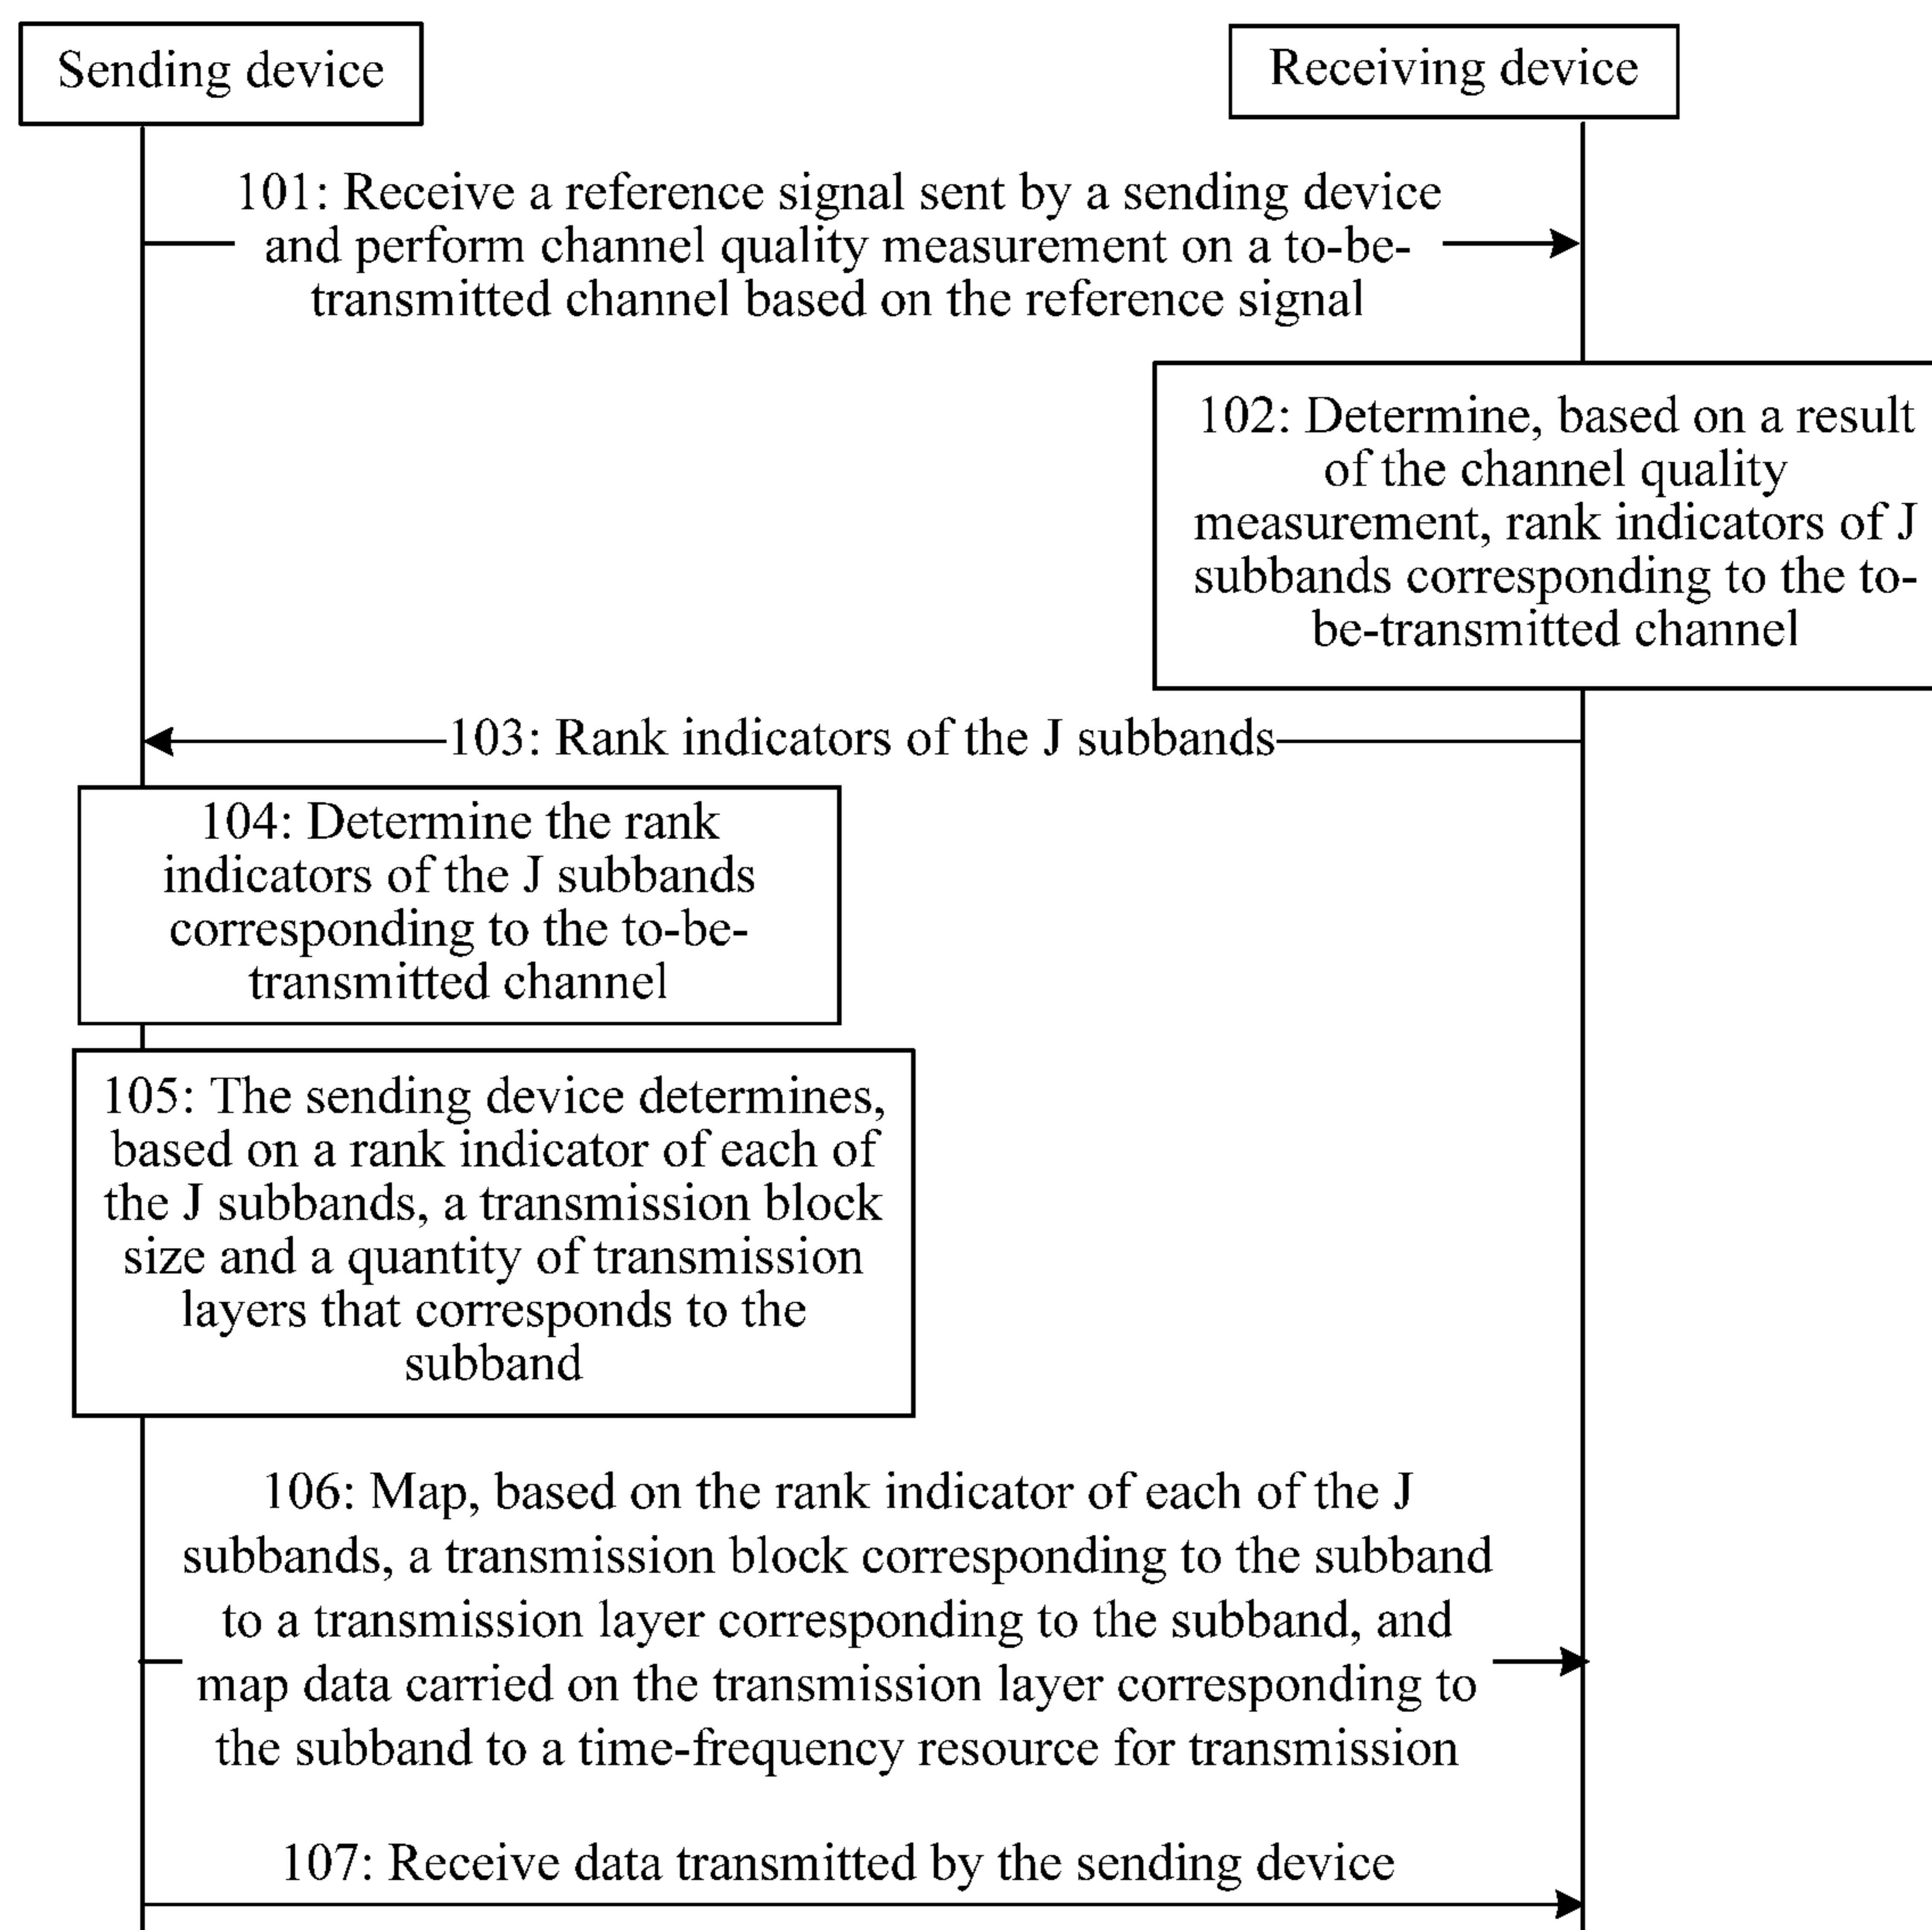 Sending device
Receiving device
101: Receive a reference signal sent by a sending device
and perform channel quality measurement on a to-be-
transmitted channel based on the reference signal
102: Determine, based on a result
of the channel quality
measurement, rank indicators of J
subbands corresponding to the to-
be-transmitted channel
103: Rank indicators of the J subbands
104: Determine the rank
indicators of the J subbands
corresponding to the to-be-
transmitted channel
105: The sending device determines,
based on a rank indicator of each of
the J subbands, a transmission block
size and a quantity of transmission
layers that corresponds to the
subband
106: Map, based on the rank indicator of each of the J
subbands, a transmission block corresponding to the subband
to a transmission layer corresponding to the subband, and
map data carried on the transmission layer corresponding to
the subband to a time-frequency resource for transmission
107: Receive data transmitted by the sending device